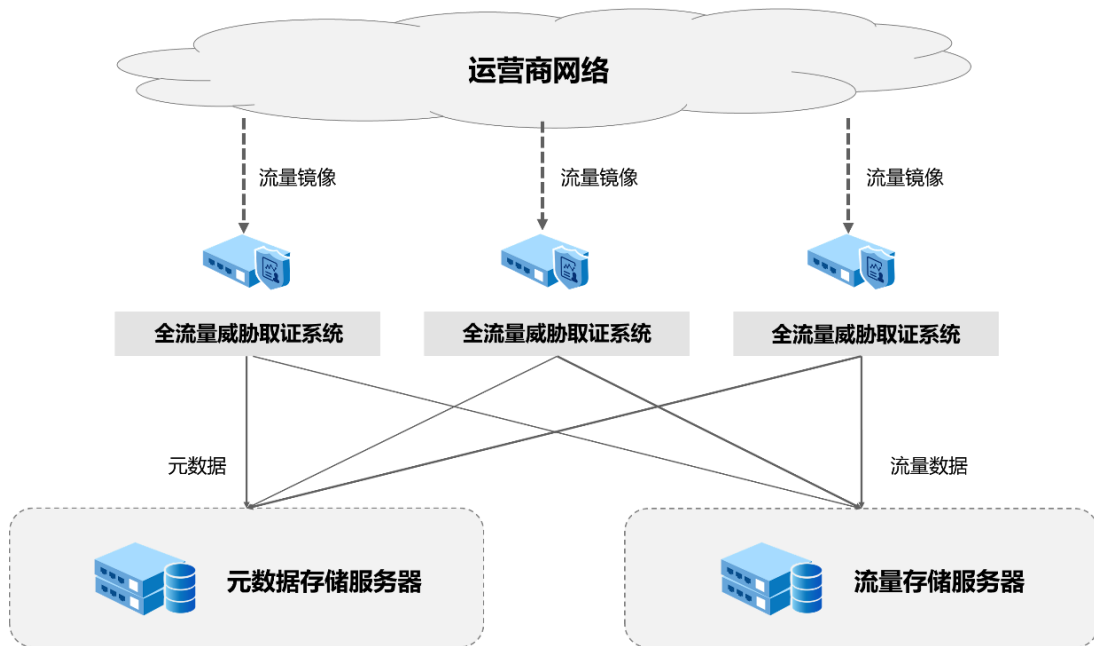 运营商网络
流量镜像
流量镜像
流量镜像
全流量威胁取证系统
全流量威胁取证系统
全流量威胁取证系统
元数据
流量数据
元数据存储服务器
流量存储服务器